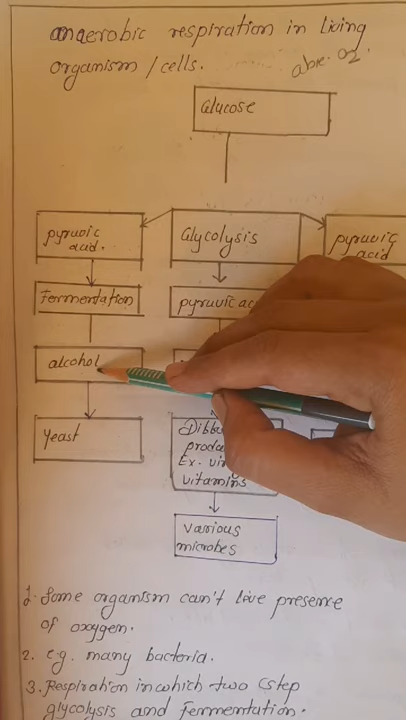 anaerobic respiration in living
organism/cells.
Glucose
pyruvic
acid.
Glycolysis
pyruvic
acid
Fermentation
pyruvic ac
alcohol
Yeast
produ
Ex. vi
vitamins
various
microbes
1. Some organism can't live presence
of oxygen.
2. e.g. many bacteria.
3. Respiration in which two step
glycolysis and fermentation.